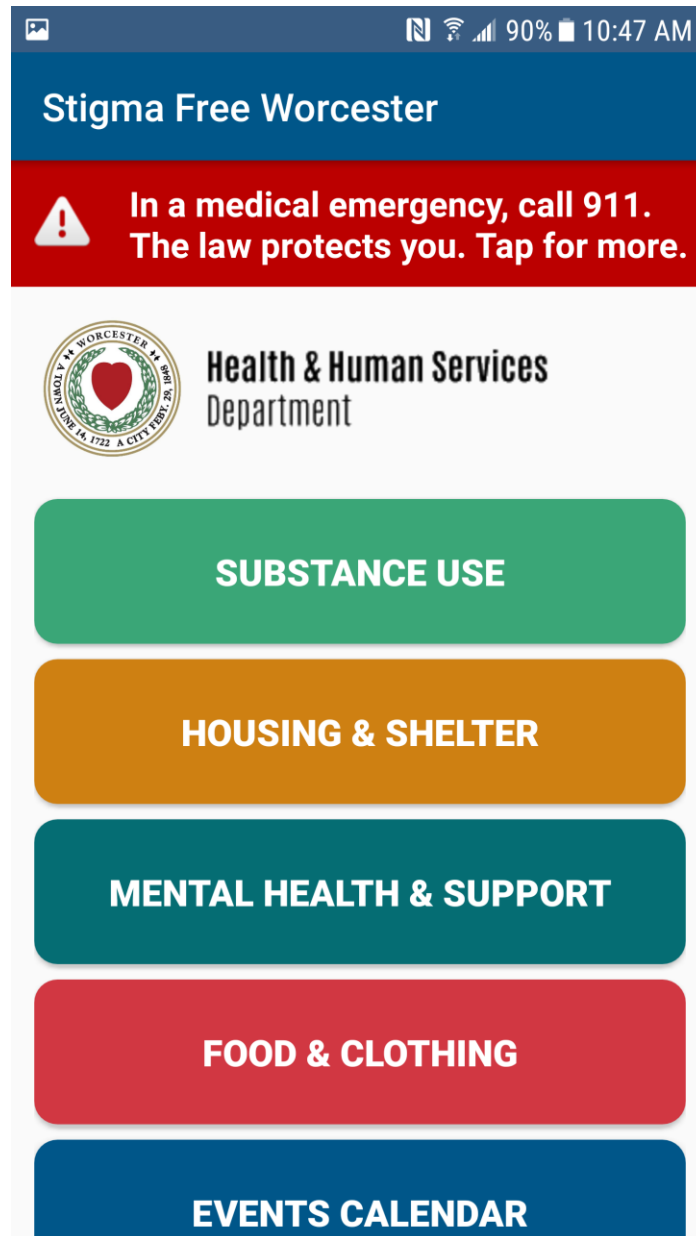 90% 10:47 AM
Stigma Free Worcester
In a medical emergency, call 911.
The law protects you. Tap for more.
WORCESTER
A TOWN JUNE 14, 1722 A CITY FEBY. 29, 1848
Health & Human Services
Department
SUBSTANCE USE
HOUSING & SHELTER
MENTAL HEALTH & SUPPORT
FOOD & CLOTHING
EVENTS CALENDAR